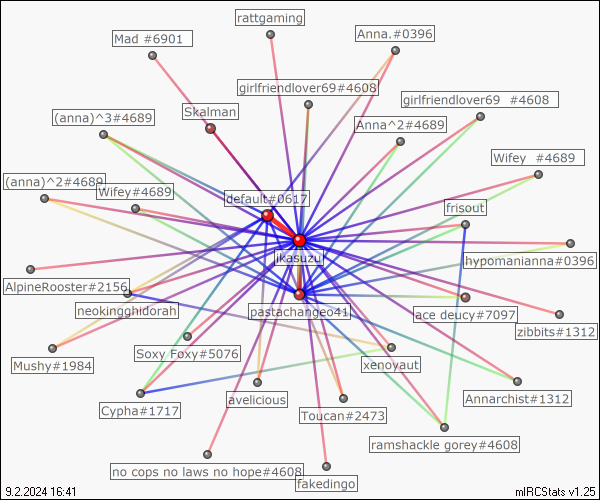 rattgaming
Mad #6901
Anna.#0396
girlfriendlover69#4608
girlfriendlover69 #4608
Skalman
(anna)^3#4689
Anna^2#4689
Wifey #4689
(anna)^2#4689
Wifey#4689
default#0617
frisout
ikasuzu
hypomanianna#0396
AlpineRooster#2156
neokingghidorah
pastachangeo41
ace deucy#7097
zibbits#1312
Mushy#1984
Soxy Foxy#5076
xenoyaut
Cypha#1717
avelicious
Toucan#2473
Annarchist#1312
ramshackle gorey#4608
no cops no laws no hope#4608
fakedingo
9.2.2024 16:41
mIRCStats v1.25